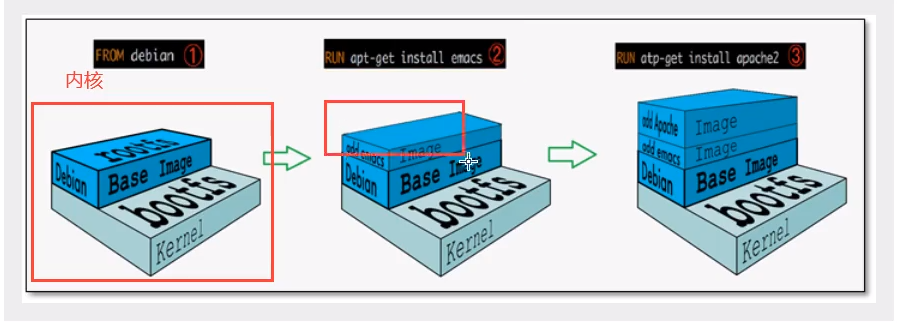 FROM debian ①
RUN apt-get install emacs ②
RUN atp-get install apache2 ③
内核
rootfs
Debian
Base Image
bootfs
Kernel
add emacs
Image
Debian
Base Image
bootfs
Kernel
add Apache
Image
add emacs
Image
Debian
Base Image
bootfs
Kernel